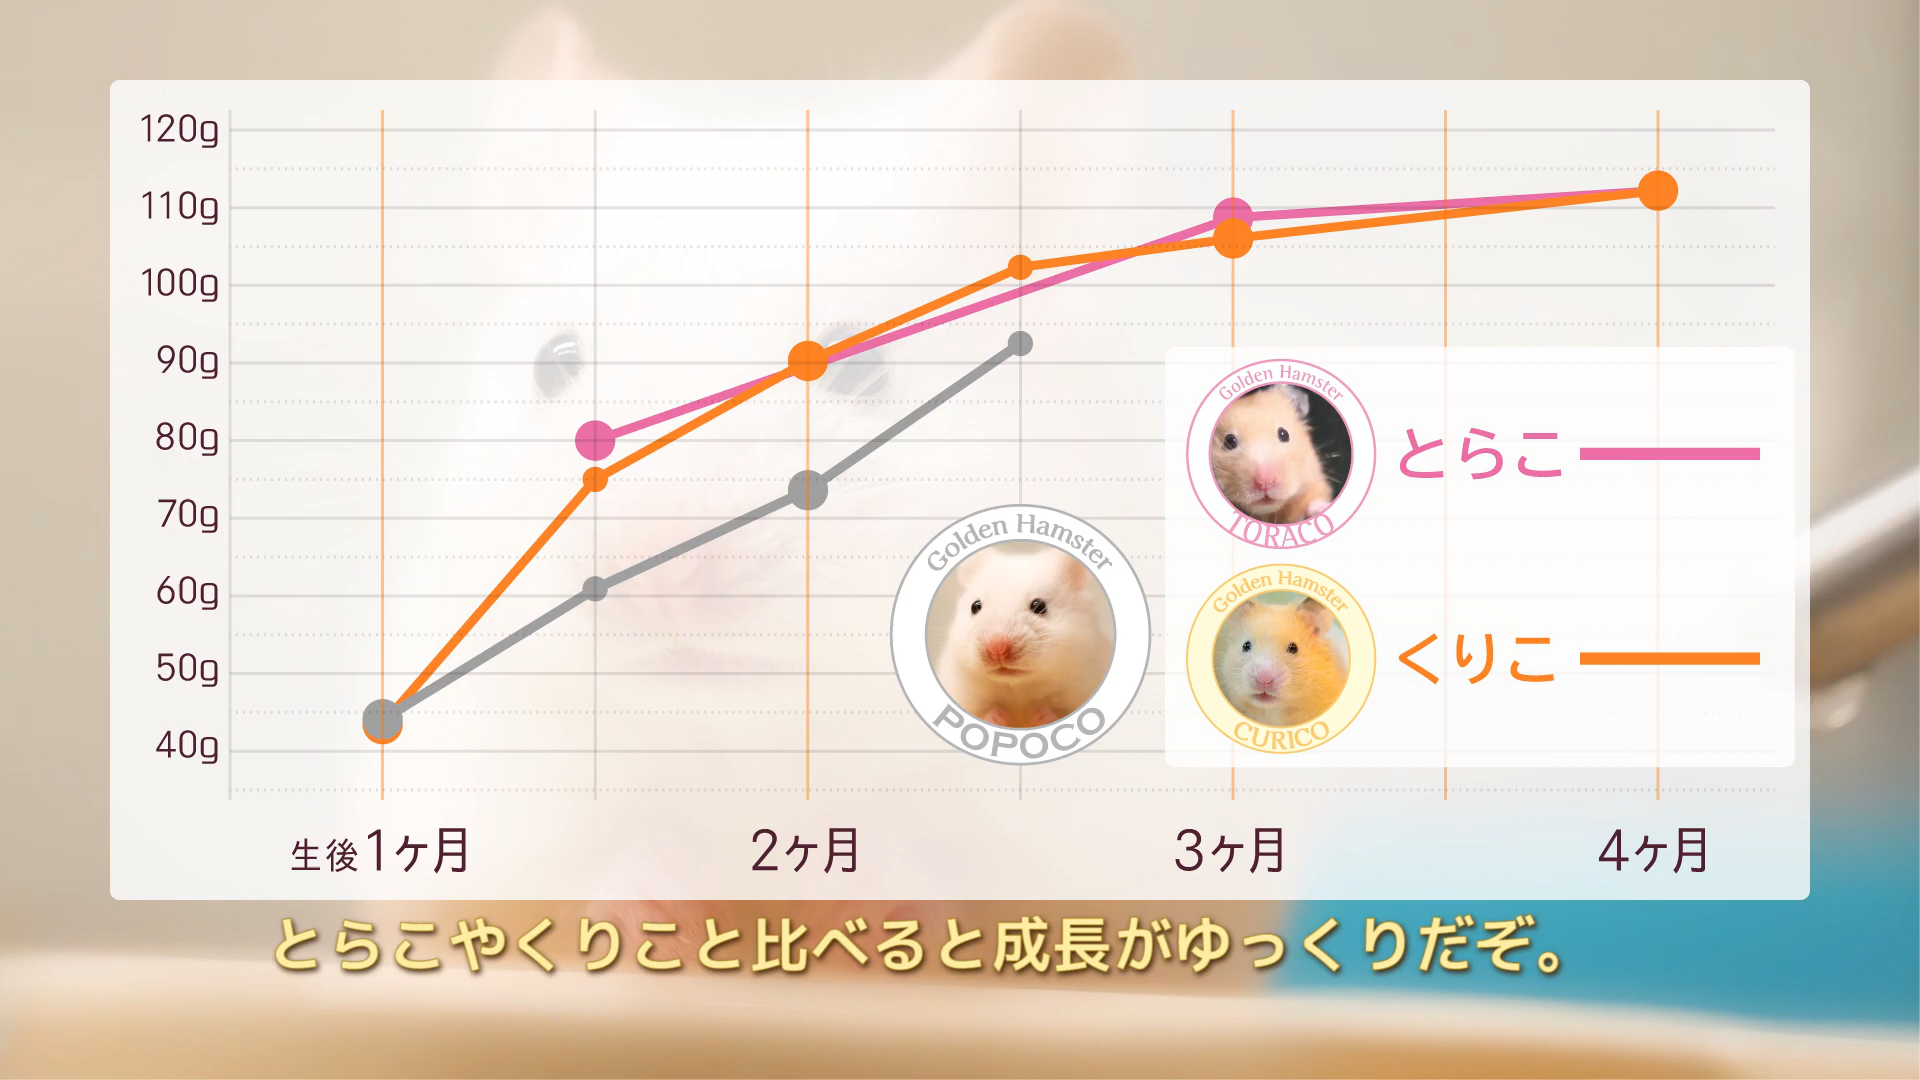 120g
110g
100g
90g
80g
70g
60g
50g
40g
生後1ヶ月
2ヶ月
3ヶ月
4ヶ月
Golden Hamster
POPOCO
Golden Hamster
TORACO
とらこ
Golden Hamster
CURICO
くりこ
とらこやくりこと比べると成長がゆっくりだぞ。